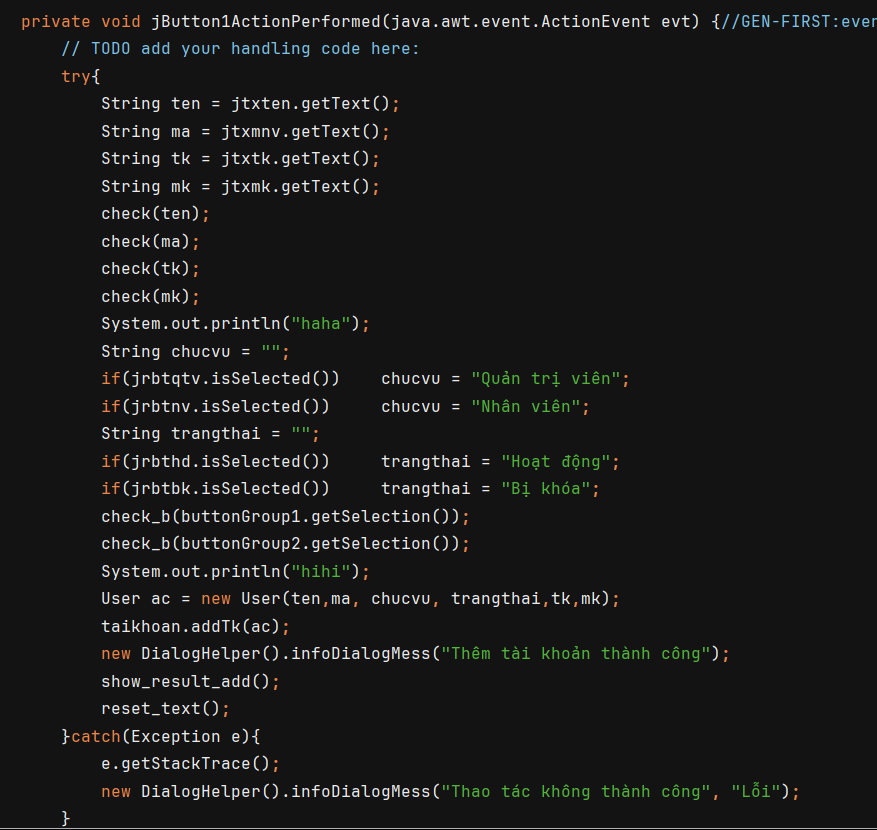 private void jButton1ActionPerformed(java.awt.event.ActionEvent evt) {//GEN-FIRST:even
// TODO add your handling code here:
try{
String ten = jtxten.getText();
String ma = jtxmnv.getText();
String tk = jtxtk.getText();
String mk = jtxmk.getText();
check(ten);
check(ma);
check(tk);
check(mk);
System.out.println("haha");
String chucvu = "";
if(jrbtqtv.isSelected())    chucvu = "Quản trị viên";
if(jrbtnv.isSelected())     chucvu = "Nhân viên";
String trangthai = "";
if(jrbthd.isSelected())     trangthai = "Hoạt động";
if(jrbtbk.isSelected())     trangthai = "Bị khóa";
check_b(buttonGroup1.getSelection());
check_b(buttonGroup2.getSelection());
System.out.println("hihi");
User ac = new User(ten,ma, chucvu, trangthai,tk,mk);
taikhoan.addTk(ac);
new DialogHelper().infoDialogMess("Thêm tài khoản thành công");
show_result_add();
reset_text();
}catch(Exception e){
e.getStackTrace();
new DialogHelper().infoDialogMess("Thao tác không thành công", "Lỗi");
}